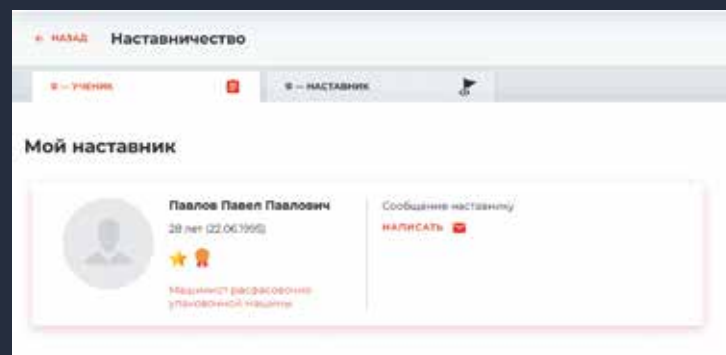 ← НАЗАД Наставничество
Я — УЧЕНИК
Я — НАСТАВНИК
Мой наставник
Павлов Павел Павлович
28 лет (22.06.1995)
Машинист расфасовочно
упаковочной машины
Сообщение наставнику
НАПИСАТЬ